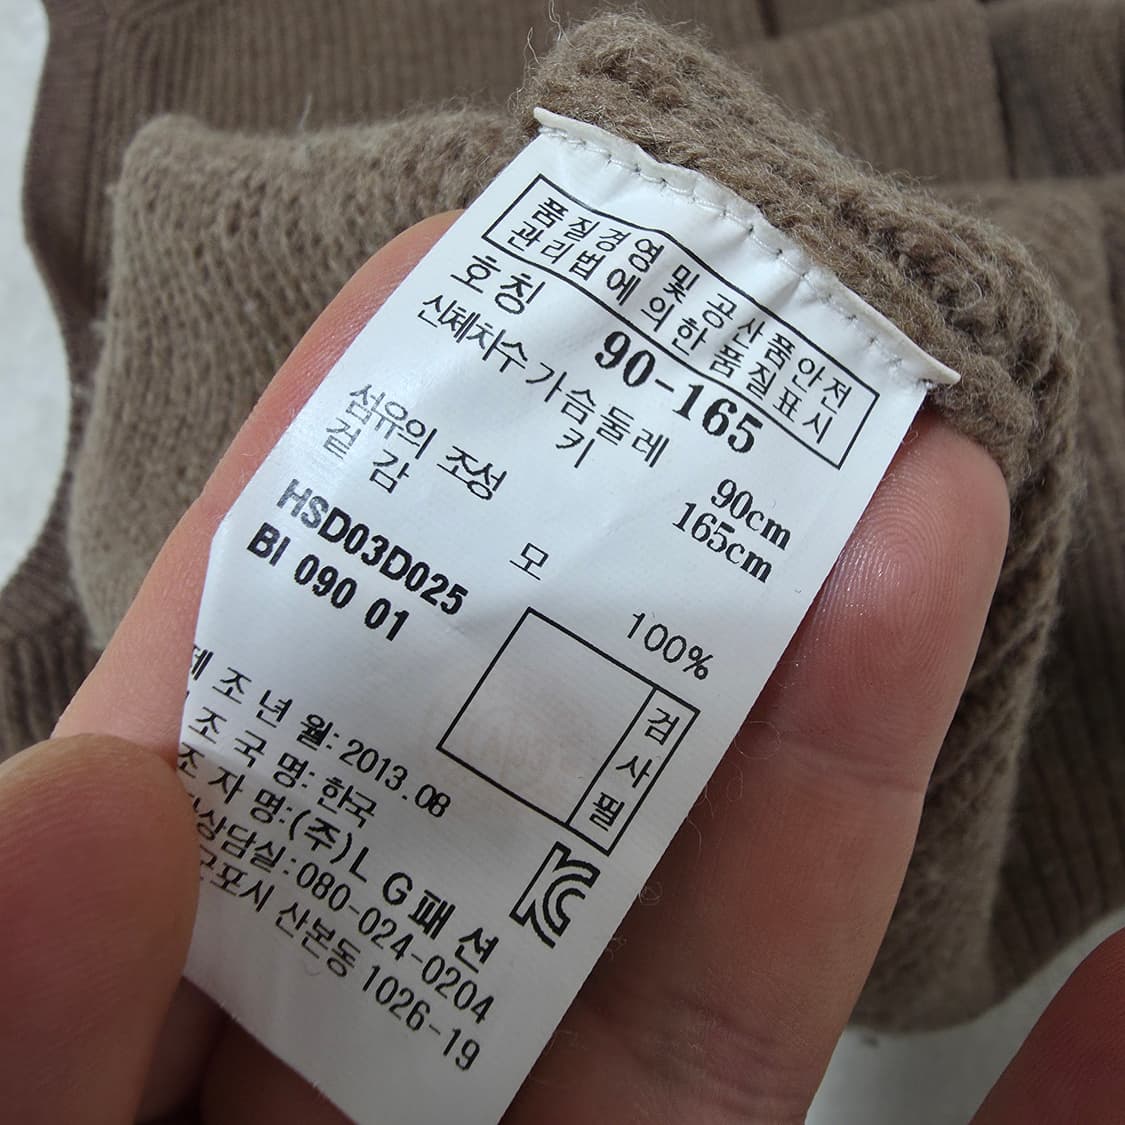 품질경영 및 공산품안전
관리법에 의한 품질표시
호칭 90-165
신체치수 가슴둘레 90cm
키 165cm
섬유의 조성
겉감 모 100%
HSD03D025
BI 090 01
검사필
제조년월: 2013.08
조국명: 한국
조자명:(주)LG패션
상담실:080-024-0204
군포시 산본동 1026-19
KC